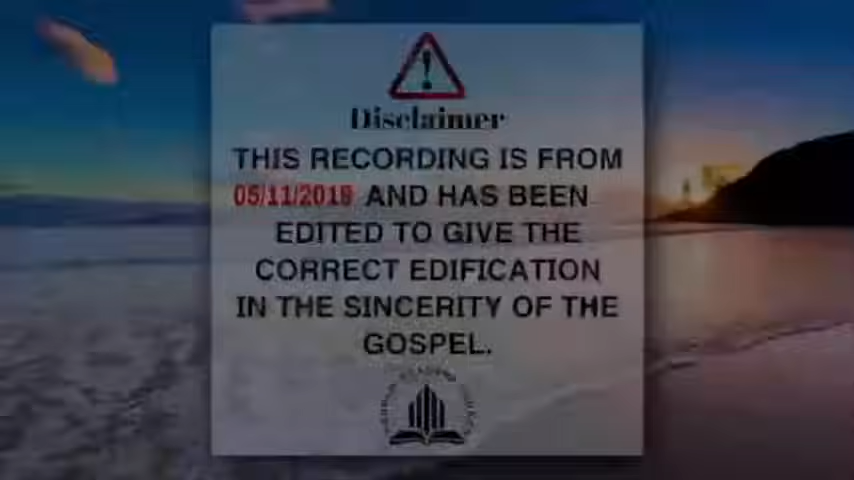 Disclaimer
THIS RECORDING IS FROM
05/11/2019 AND HAS BEEN
EDITED TO GIVE THE
CORRECT EDIFICATION
IN THE SINCERITY OF THE
GOSPEL.